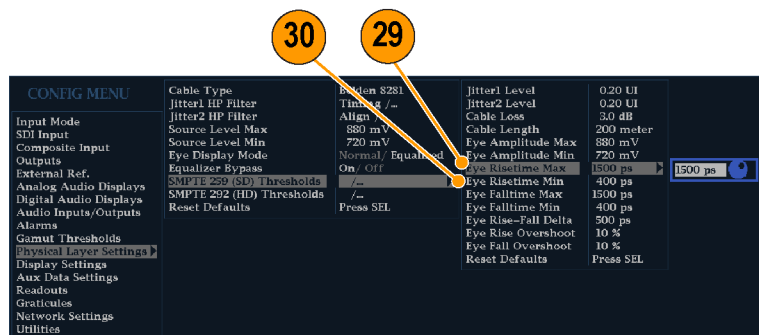 30
29
CONFIG MENU
Input Mode
SDI Input
Composite Input
Outputs
External Ref.
Analog Audio Displays
Digital Audio Displays
Audio Inputs/Outputs
Alarms
Gamut Thresholds
Physical Layer Settings
Display Settings
Aux Data Settings
Readouts
Graticules
Network Settings
Utilities
Cable Type Belden 8281
Jitter1 HP Filter Timing /...
Jitter2 HP Filter Align /...
Source Level Max 880 mV
Source Level Min 720 mV
Eye Display Mode Normal/ Equalized
Equalizer Bypass On/ Off
SMPTE 259 (SD) Thresholds /...
SMPTE 292 (HD) Thresholds /...
Reset Defaults Press SEL
Jitter1 Level 0.20 UI
Jitter2 Level 0.20 UI
Cable Loss 3.0 dB
Cable Length 200 meter
Eye Amplitude Max 880 mV
Eye Amplitude Min 720 mV
Eye Risetime Max 1500 ps
Eye Risetime Min 400 ps
Eye Falltime Max 1500 ps
Eye Falltime Min 400 ps
Eye Rise-Fall Delta 500 ps
Eye Rise Overshoot 10 %
Eye Fall Overshoot 10 %
Reset Defaults Press SEL
1500 ps